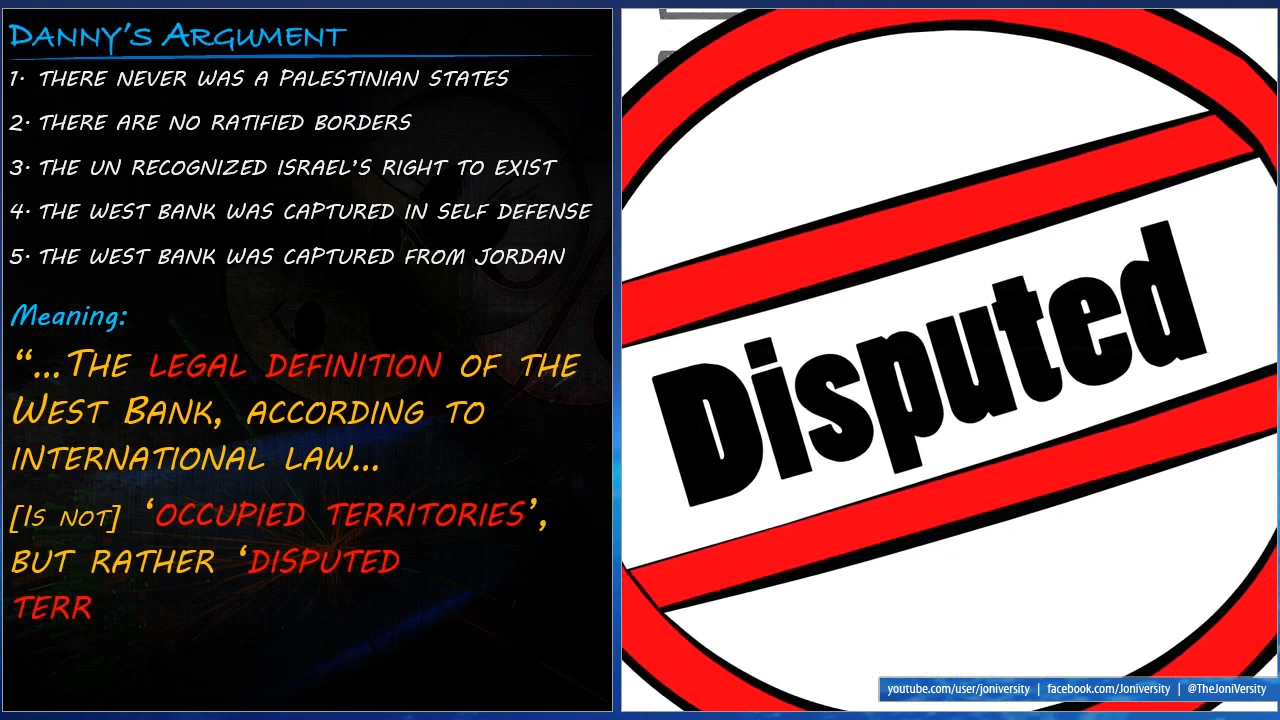 Danny's Argument
1. There never was a Palestinian states
2. There are no ratified borders
3. The UN recognized Israel's right to exist
4. The West Bank was captured in self defense
5. The West Bank was captured from Jordan
Meaning:
“...The legal definition of the
West Bank, according to
international law...
[Is not] ‘occupied territories’,
but rather ‘disputed
terr
Disputed
youtube.com/user/joniversity | facebook.com/Joniversity | @TheJoniVersity